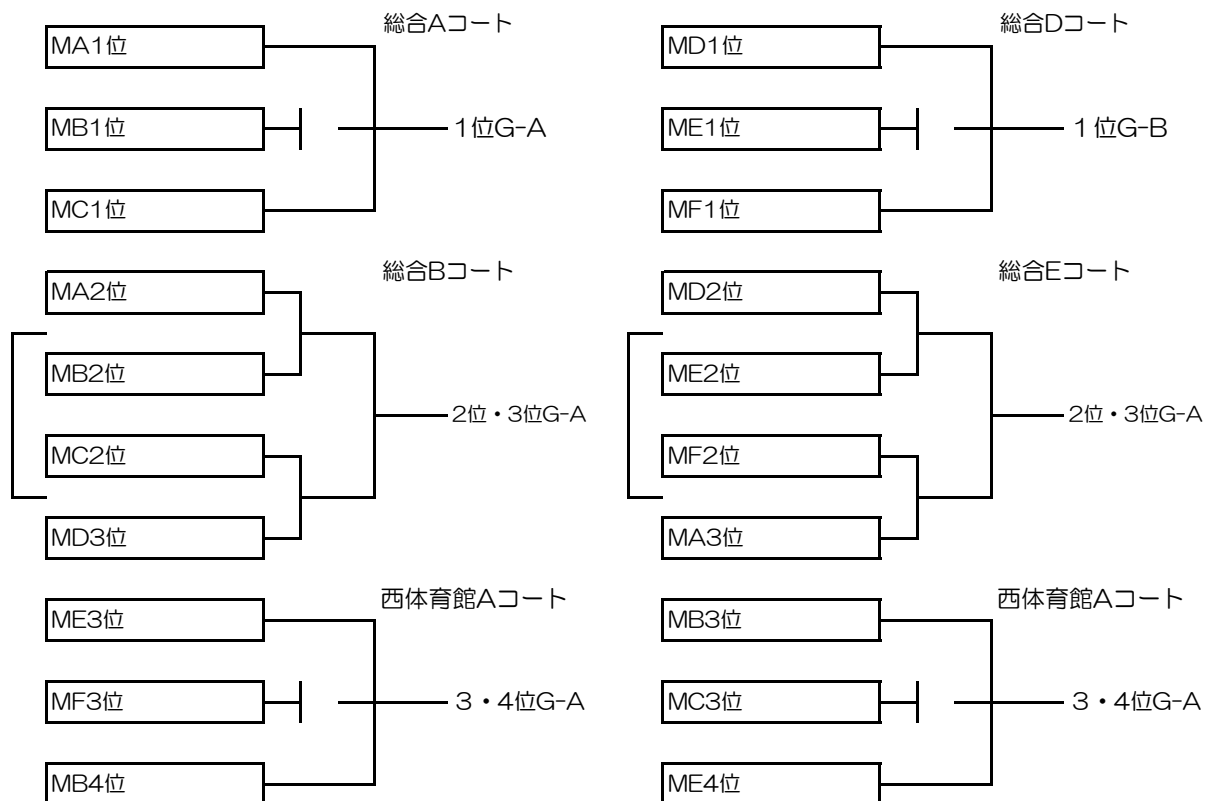 総合Aコート
MA1位
MB1位
1位G-A
MC1位
総合Bコート
MA2位
MB2位
2位・3位G-A
MC2位
MD3位
西体育館Aコート
ME3位
MF3位
3・4位G-A
MB4位
総合Dコート
MD1位
ME1位
1位G-B
MF1位
総合Eコート
MD2位
ME2位
2位・3位G-A
MF2位
MA3位
西体育館Aコート
MB3位
MC3位
3・4位G-A
ME4位